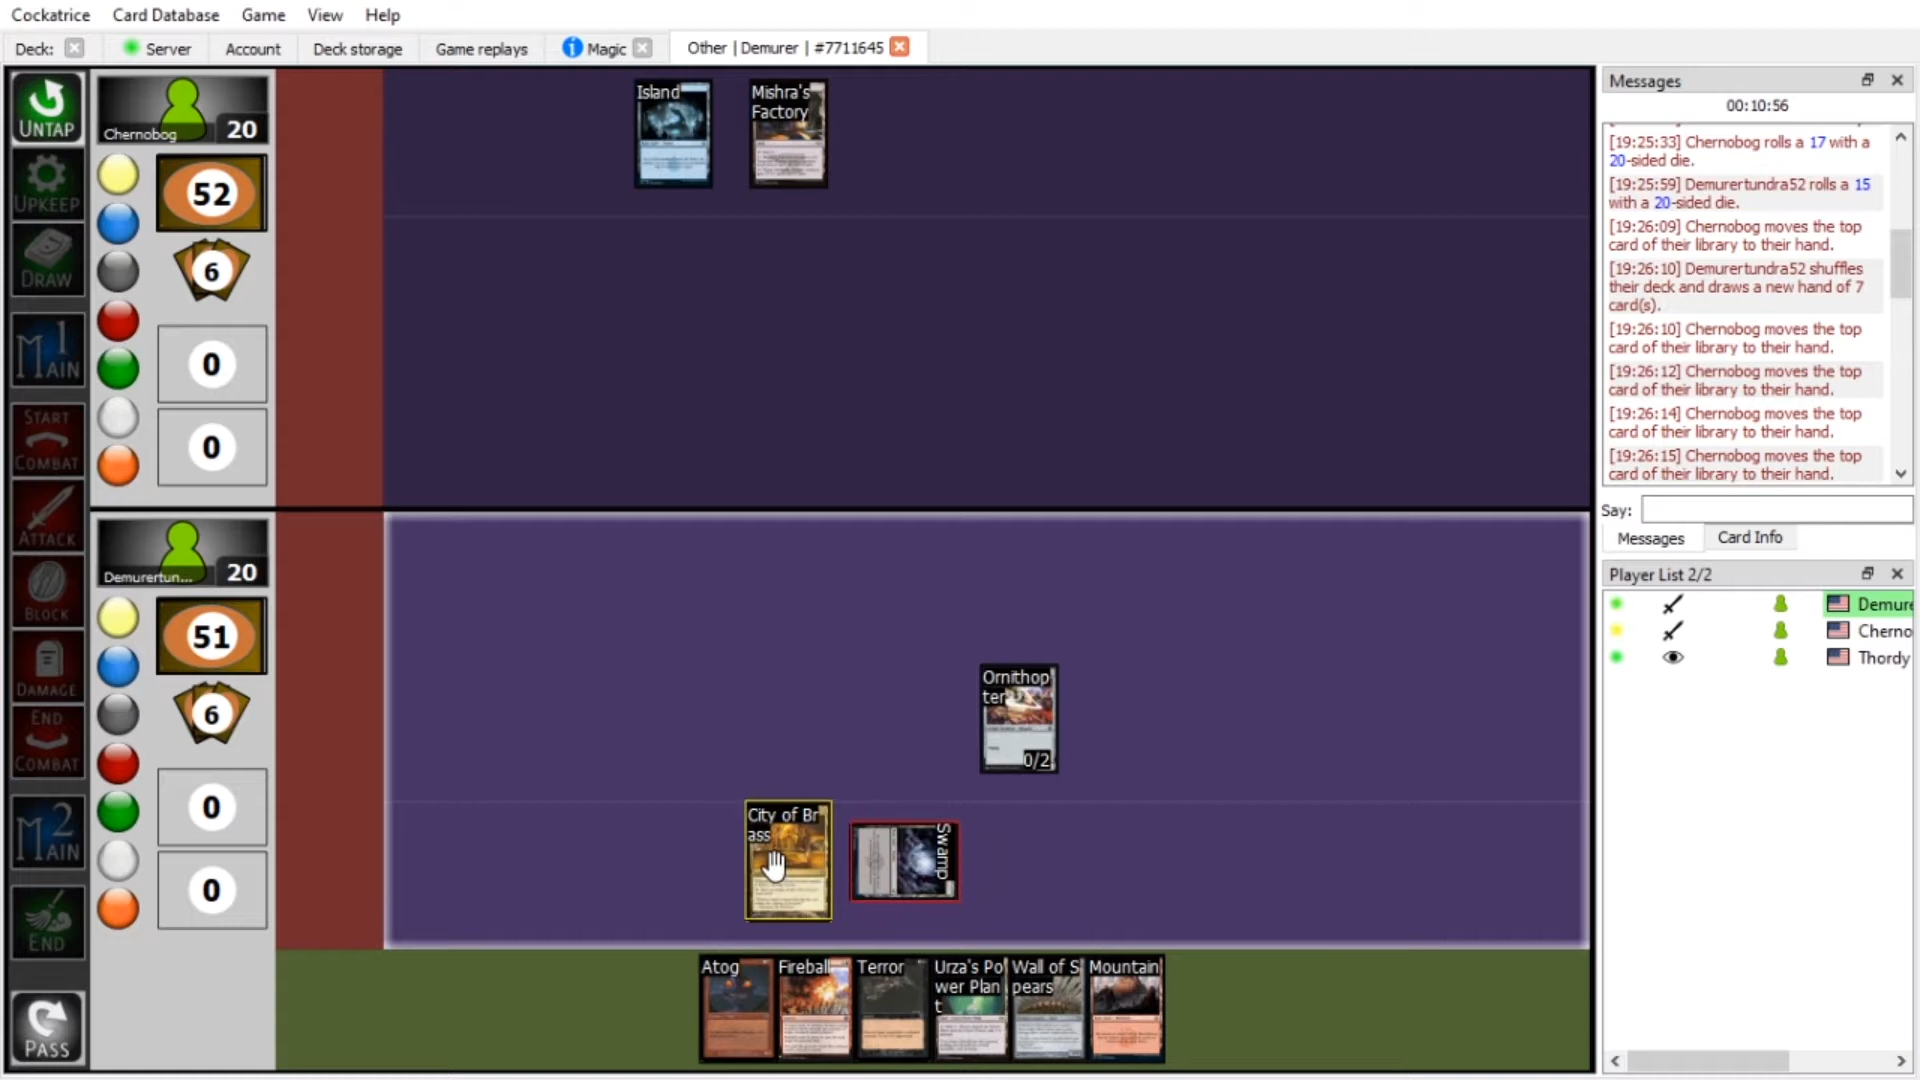 Cockatrice Card Database Game View Help
Deck: Server Account Deck storage Game replays Magic Other | Demurer | #7711645
UNTAP
UPKEEP
DRAW
M1 MAIN
START COMBAT
ATTACK
BLOCK
DAMAGE
END COMBAT
M2 MAIN
END
PASS
Chernobog 20
52
6
0
0
Island
Mishra's
Factory
Demurertun... 20
51
6
0
0
Ornithop
ter
0/2
City of Br
ass
Swamp
Atog
Fireball
Terror
Urza's Po
wer Plan
t
Wall of S
pears
Mountain
Messages
00:10:56
[19:25:33] Chernobog rolls a 17 with a
20-sided die.
[19:25:59] Demurertundra52 rolls a 15
with a 20-sided die.
[19:26:09] Chernobog moves the top
card of their library to their hand.
[19:26:10] Demurertundra52 shuffles
their deck and draws a new hand of 7
card(s).
[19:26:10] Chernobog moves the top
card of their library to their hand.
[19:26:12] Chernobog moves the top
card of their library to their hand.
[19:26:14] Chernobog moves the top
card of their library to their hand.
[19:26:15] Chernobog moves the top
card of their library to their hand.
Say:
Messages Card Info
Player List 2/2
Demure
Cherno
Thordy